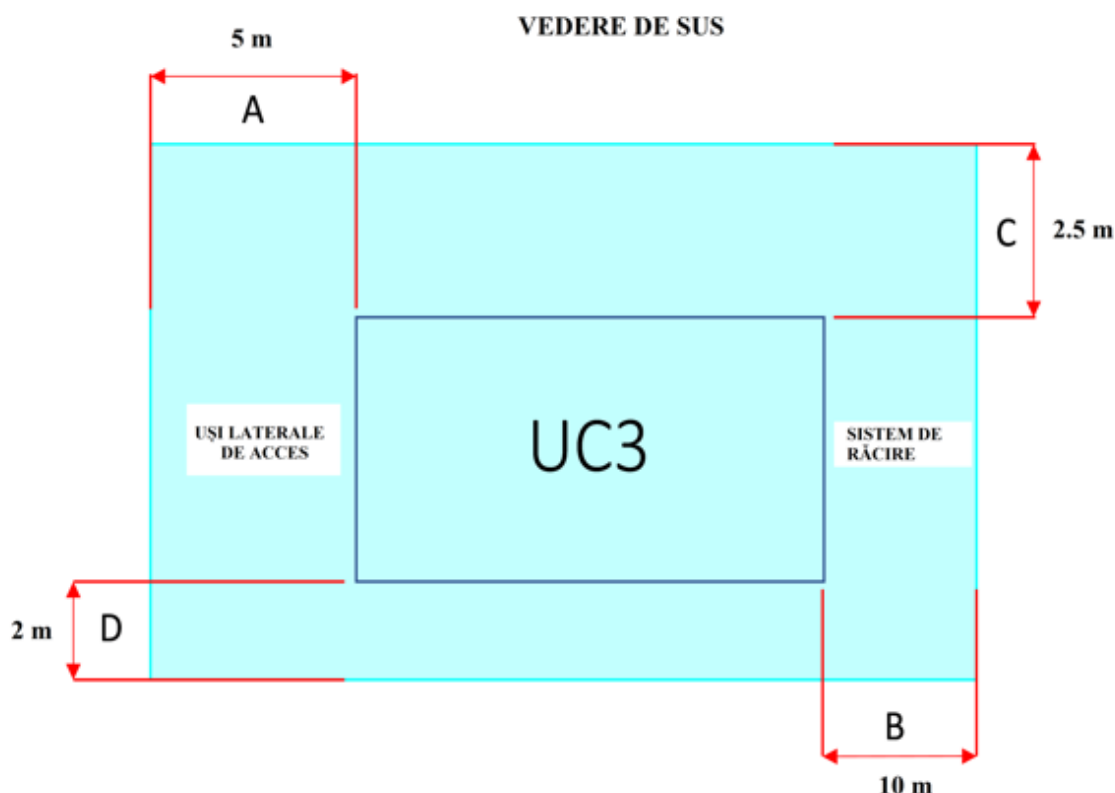 VEDERE DE SUS
5 m
A
C
2.5 m
UȘI LATERALE
DE ACCES
UC3
SISTEM DE
RĂCIRE
2 m
D
B
10 m